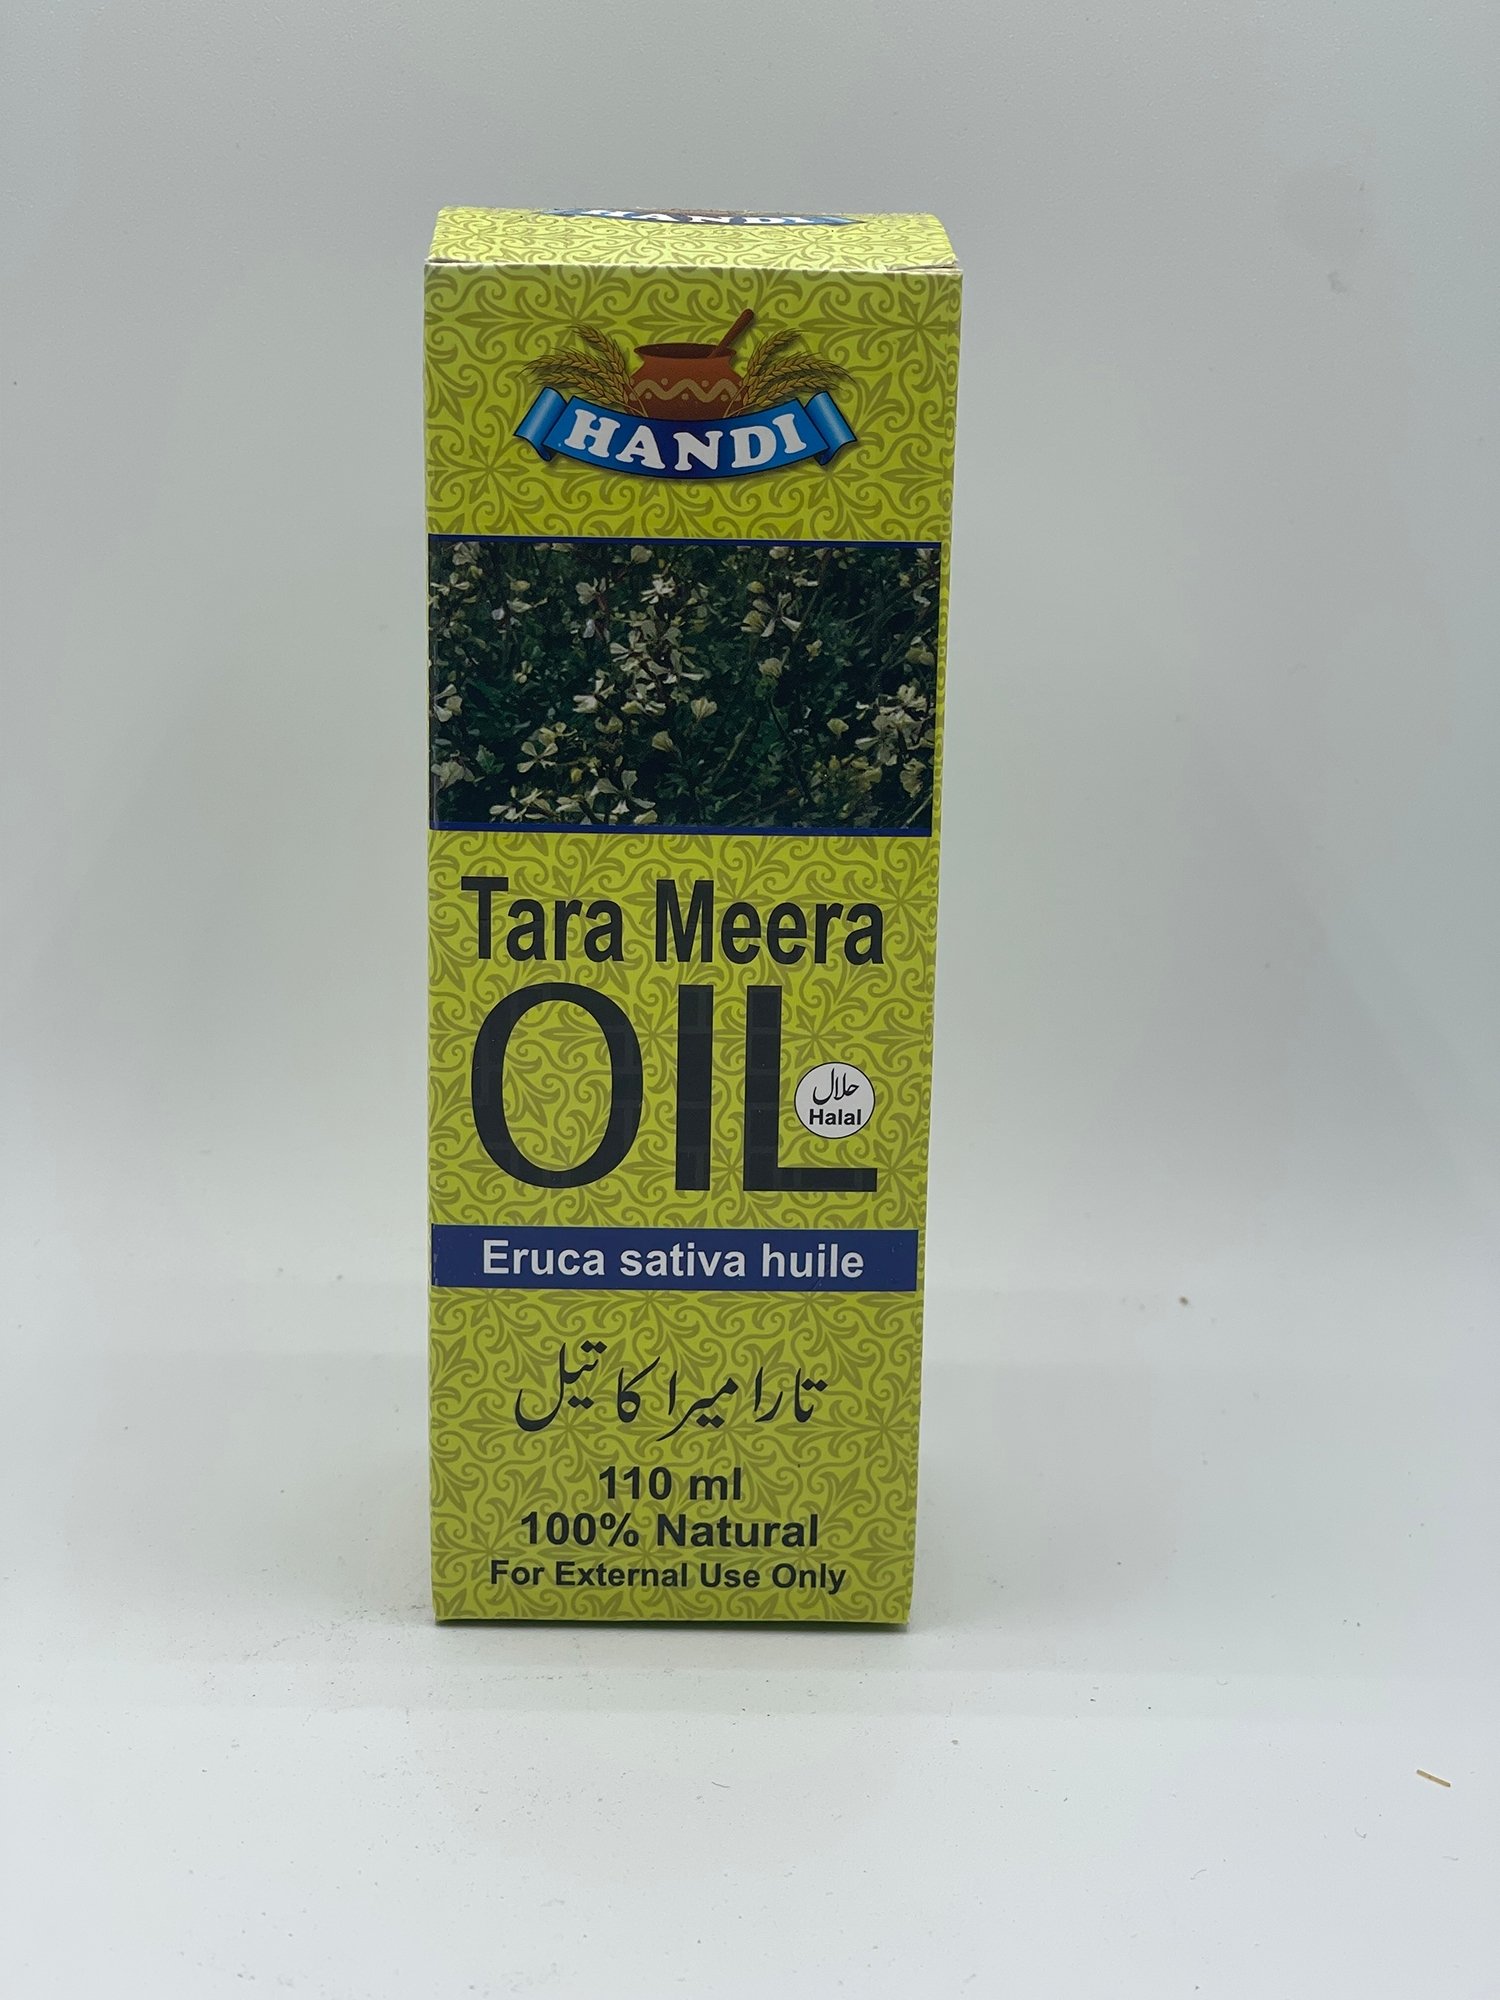 HANDI
HANDI
Tara Meera
OIL
حلال
Halal
Eruca sativa huile
تارا میرا کا تیل
110 ml
100% Natural
For External Use Only